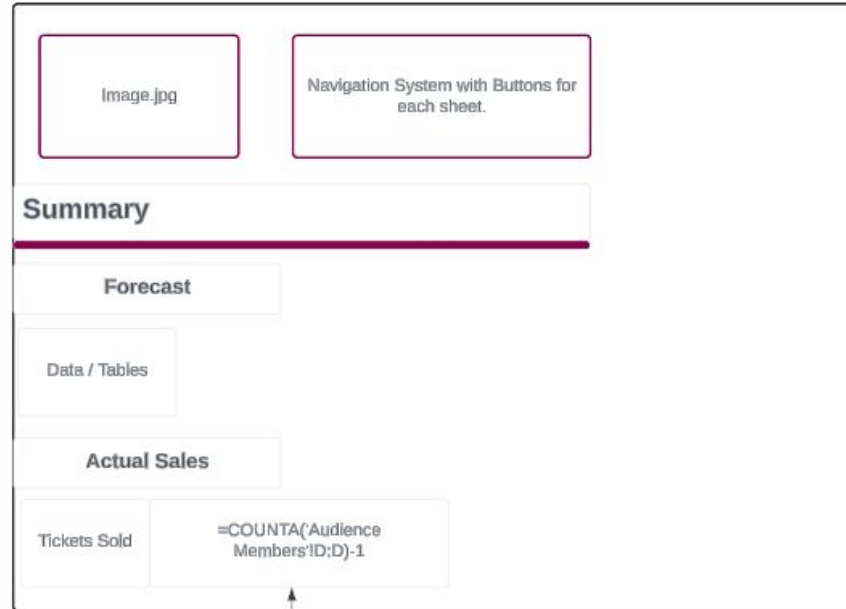 Image.jpg
Navigation System with Buttons for
each sheet.
Summary
Forecast
Data / Tables
Actual Sales
Tickets Sold
=COUNTA('Audience
Members'!D;D)-1